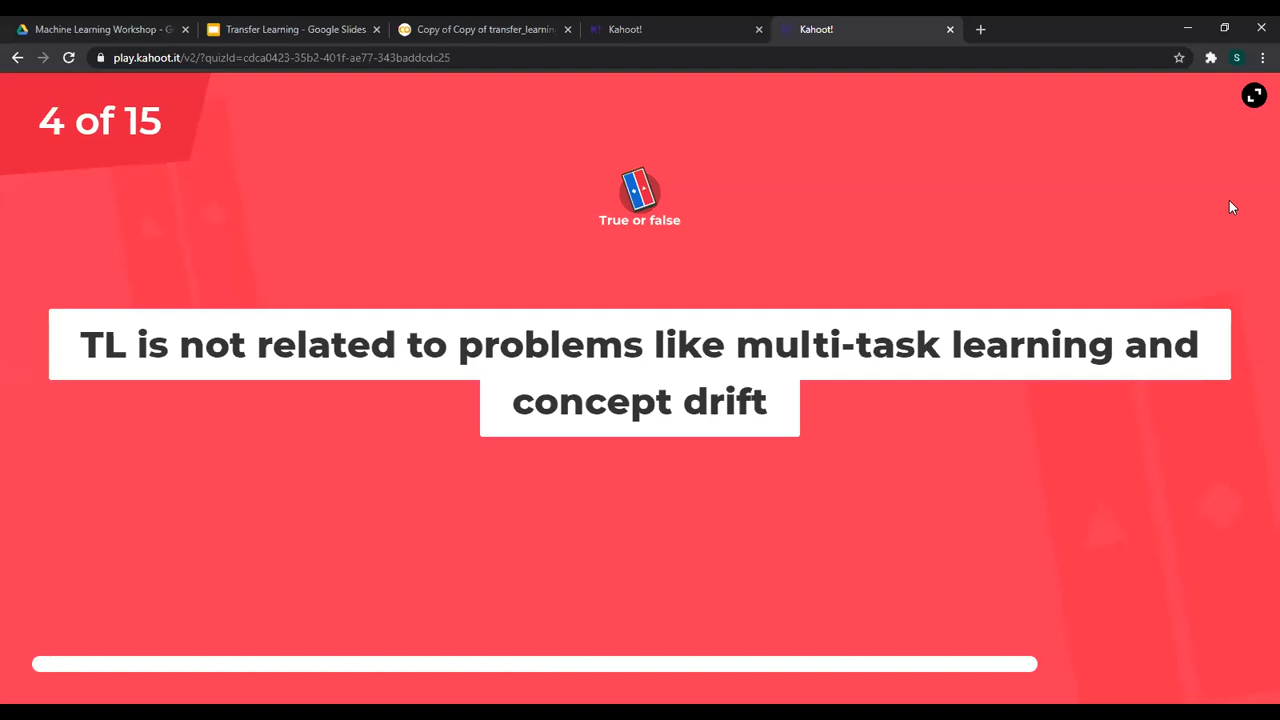 Machine Learning Workshop - G
Transfer Learning - Google Slides
Copy of Copy of transfer_learnin
Kahoot!
Kahoot!
play.kahoot.it/v2/?quizId=cdca0423-35b2-401f-ae77-343baddcdc25
S
4 of 15
True or false
TL is not related to problems like multi-task learning and
concept drift